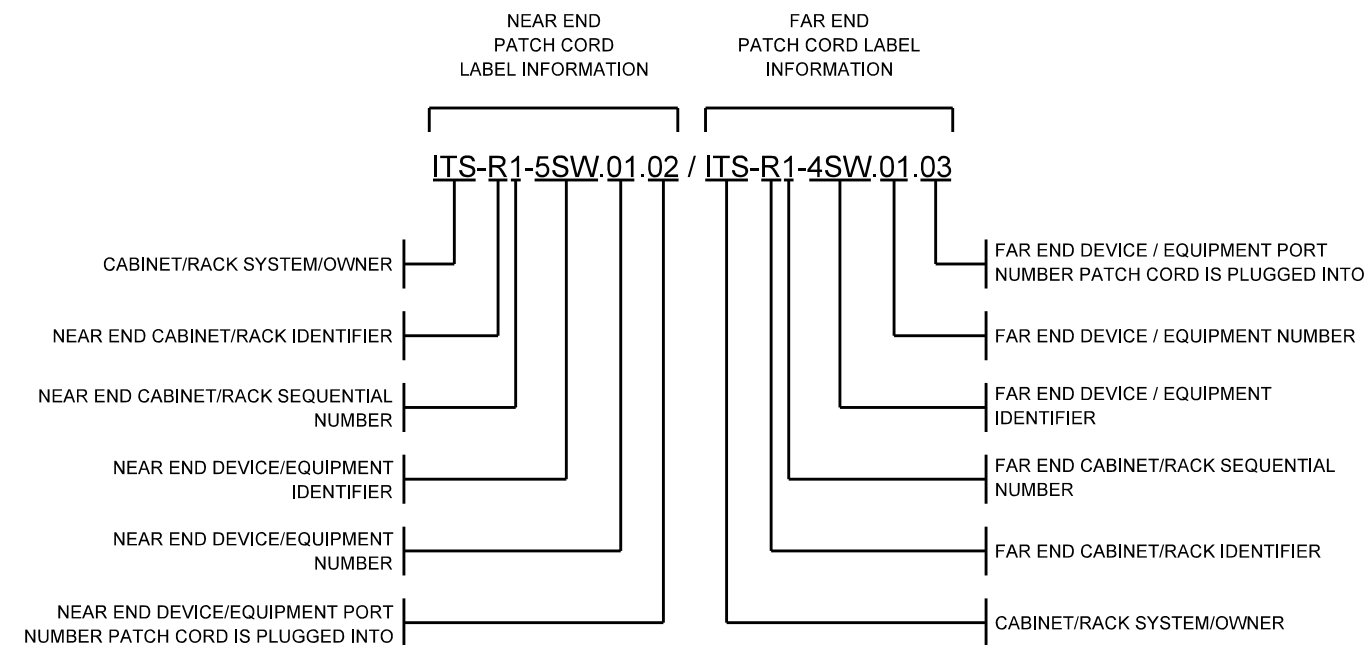 NEAR END
PATCH CORD
LABEL INFORMATION
FAR END
PATCH CORD LABEL
INFORMATION
ITS-R1-5SW.01.02 / ITS-R1-4SW.01.03
CABINET/RACK SYSTEM/OWNER
NEAR END CABINET/RACK IDENTIFIER
NEAR END CABINET/RACK SEQUENTIAL
NUMBER
NEAR END DEVICE/EQUIPMENT
IDENTIFIER
NEAR END DEVICE/EQUIPMENT
NUMBER
NEAR END DEVICE/EQUIPMENT PORT
NUMBER PATCH CORD IS PLUGGED INTO
FAR END DEVICE / EQUIPMENT PORT
NUMBER PATCH CORD IS PLUGGED INTO
FAR END DEVICE / EQUIPMENT NUMBER
FAR END DEVICE / EQUIPMENT
IDENTIFIER
FAR END CABINET/RACK SEQUENTIAL
NUMBER
FAR END CABINET/RACK IDENTIFIER
CABINET/RACK SYSTEM/OWNER